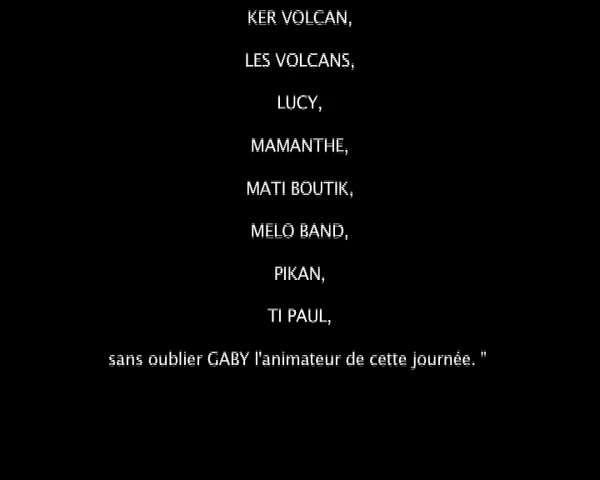 KER VOLCAN,
LES VOLCANS,
LUCY,
MAMANTHE,
MATI BOUTIK,
MELO BAND,
PIKAN,
TI PAUL,
sans oublier GABY l'animateur de cette journée. "